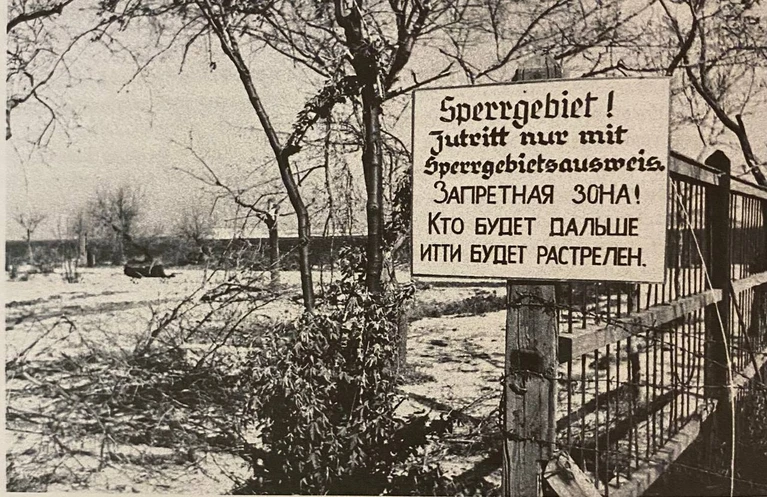 Sperrgebiet!
Zutritt nur mit
Sperrgebietsausweis.
ЗАПРЕТНАЯ ЗОНА!
КТО БУДЕТ ДАЛЬШЕ
ИТТИ БУДЕТ РАСТРЕЛЕН.